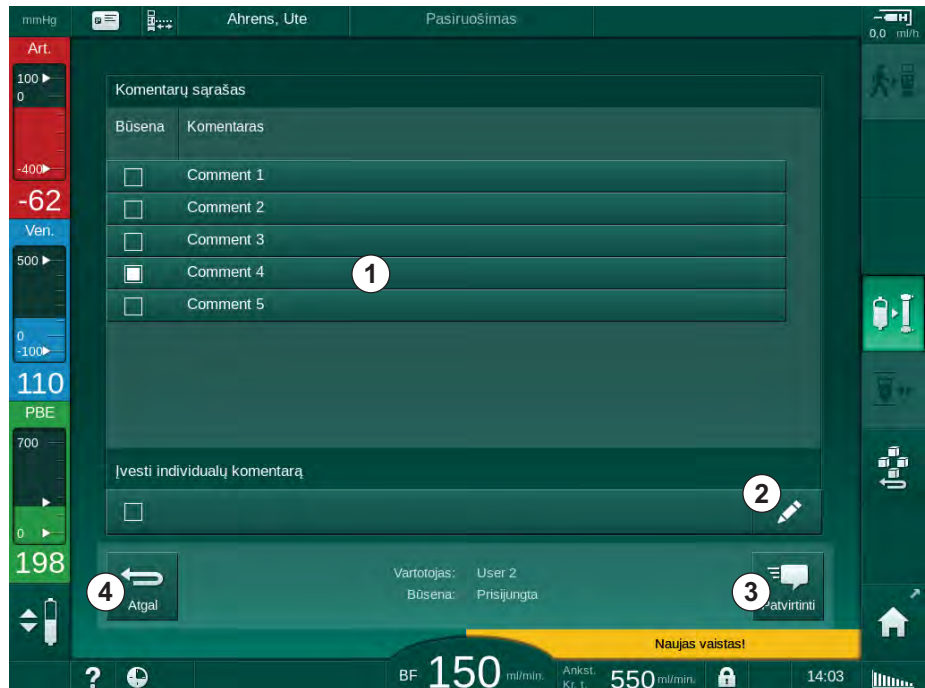 mmHg
Ahrens, Ute
Pasiruošimas
0,0 ml/h
Art.
100
0
-400
-62
Ven.
500
0
-100
110
PBE
700
0
198
Komentarų sąrašas
Būsena Komentaras
Comment 1
Comment 2
Comment 3
Comment 4
1
Comment 5
Įvesti individualų komentarą
2
4
Atgal
Vartotojas: User 2
Būsena: Prisijungta
3
Patvirtinti
Naujas vaistas!
?
BF 150 ml/min.
Ankst. Kr. t. 550 ml/min.
14:03